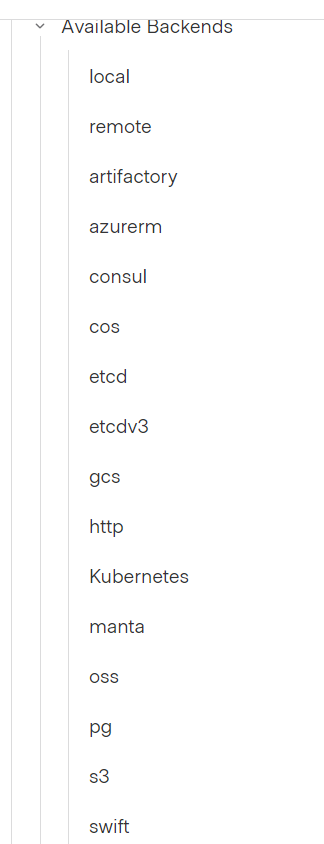 Available Backends
local
remote
artifactory
azurerm
consul
cos
etcd
etcdv3
gcs
http
Kubernetes
manta
oss
pg
s3
swift